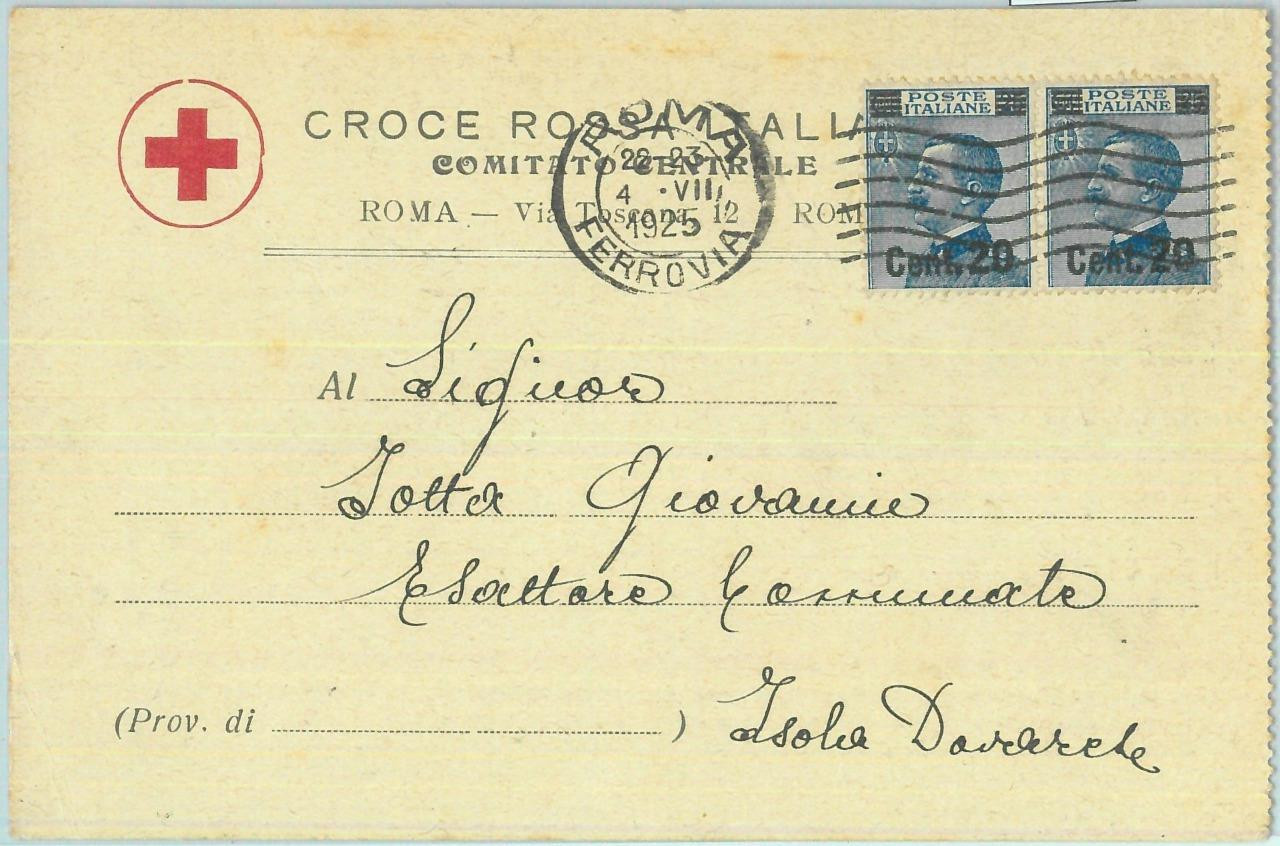 CROCE ROSSA ITALIA
COMITATO CENTRALE
ROMA — Via Toscana, 12 — ROM
ROMA
22-23
4 ·VII
1925
FERROVIA
POSTE ITALIANE
Cent. 20
POSTE ITALIANE
Cent. 20
Al Signor
Jotta Giovanni
Esattore Comunale
(Prov. di ) Isola Dovarese